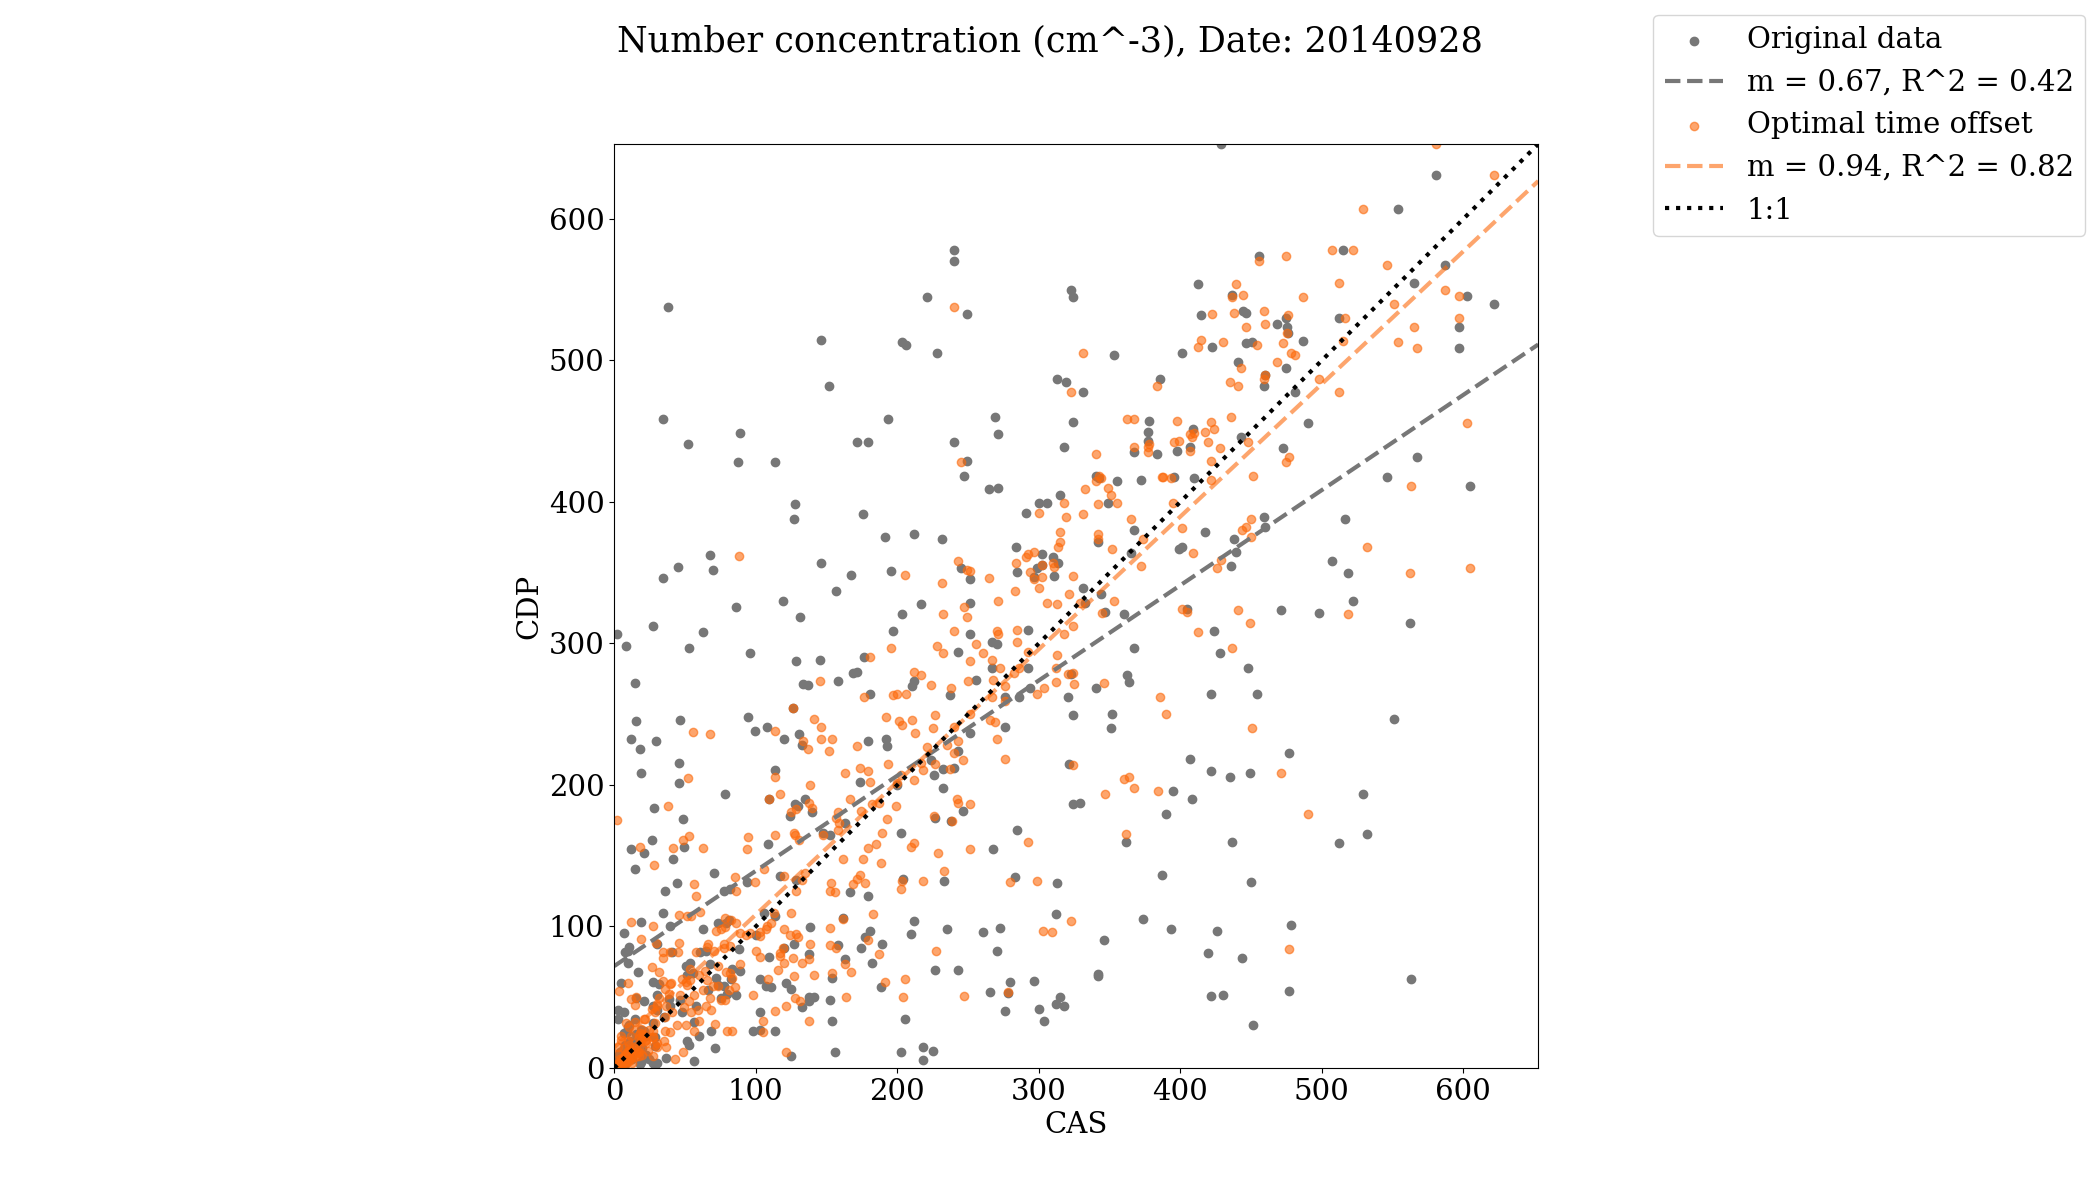 Number concentration (cm^-3), Date: 20140928
Original data
m = 0.67, R^2 = 0.42
Optimal time offset
m = 0.94, R^2 = 0.82
1:1
600
500
400
300
200
100
0
CDP
0 100 200 300 400 500 600
CAS